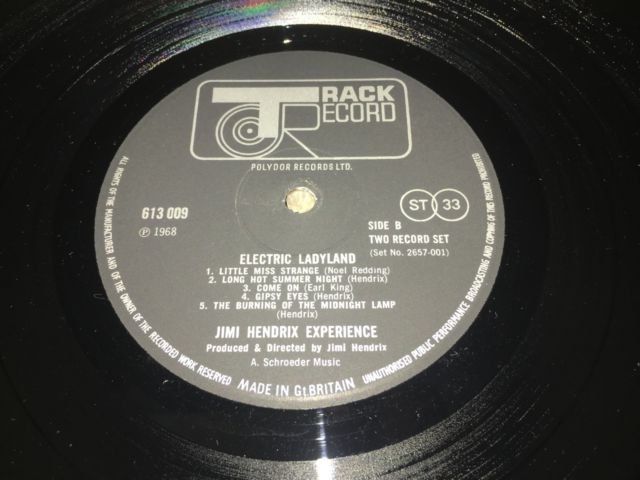 TRACK
RECORD
POLYDOR RECORDS LTD.
613 009
℗ 1968
ST 33
SIDE B
TWO RECORD SET
(Set No. 2657-001)
ELECTRIC LADYLAND
1. LITTLE MISS STRANGE (Noel Redding)
2. LONG HOT SUMMER NIGHT (Hendrix)
3. COME ON (Earl King)
4. GIPSY EYES (Hendrix)
5. THE BURNING OF THE MIDNIGHT LAMP
(Hendrix)
JIMI HENDRIX EXPERIENCE
Produced & Directed by Jimi Hendrix
A. Schroeder Music
ALL RIGHTS OF THE MANUFACTURER AND OF THE OWNER OF THE RECORDED WORK RESERVED
MADE IN Gt.BRITAIN
UNAUTHORISED PUBLIC PERFORMANCE BROADCASTING AND COPYING OF THIS RECORD PROHIBITED